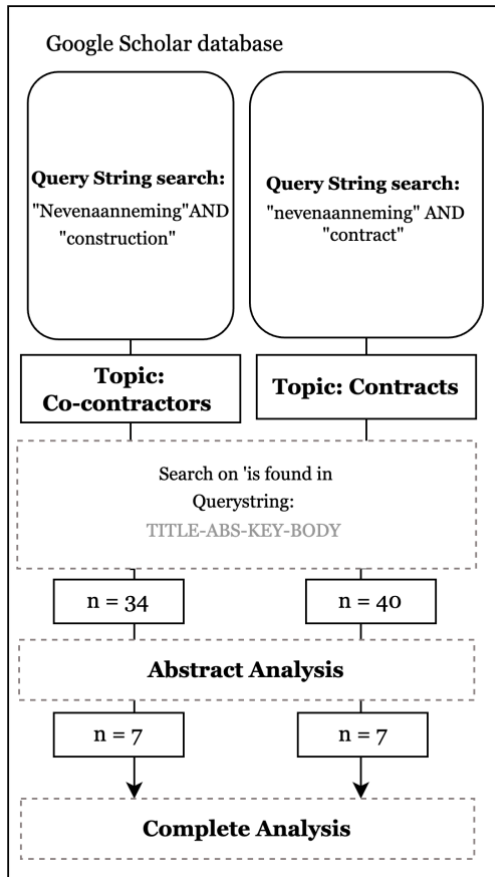 Google Scholar database
Query String search:
"Nevenaanneming"AND
"construction"
Query String search:
"nevenaanneming" AND
"contract"
Topic:
Co-contractors
Topic: Contracts
Search on 'is found in
Querystring:
TITLE-ABS-KEY-BODY
n = 34
n = 40
Abstract Analysis
n = 7
n = 7
Complete Analysis